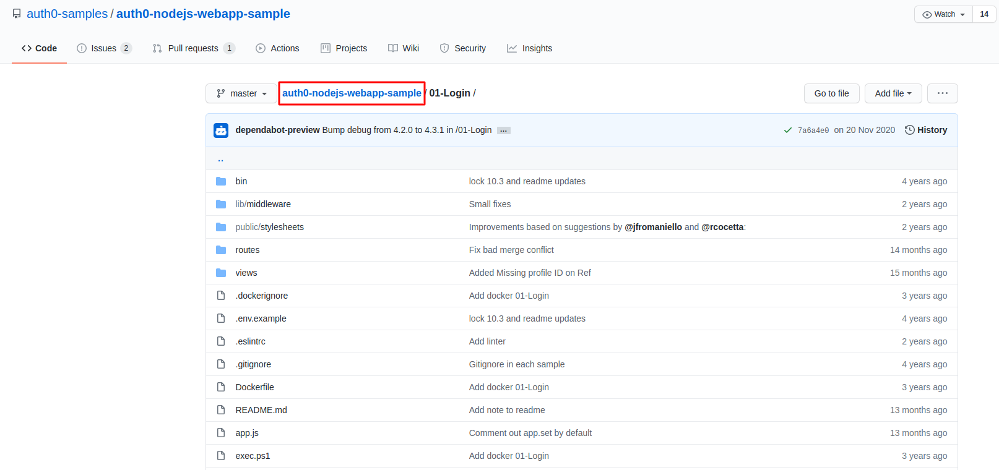 auth0-samples / auth0-nodejs-webapp-sample
Watch 14
Code Issues 2 Pull requests 1 Actions Projects Wiki Security Insights
master auth0-nodejs-webapp-sample / 01-Login / Go to file Add file ...
dependabot-preview Bump debug from 4.2.0 to 4.3.1 in /01-Login ... 7a6a4e0 on 20 Nov 2020 History
..
bin lock 10.3 and readme updates 4 years ago
lib/middleware Small fixes 2 years ago
public/stylesheets Improvements based on suggestions by @jfromaniello and @rcocetta: 2 years ago
routes Fix bad merge conflict 14 months ago
views Added Missing profile ID on Ref 15 months ago
.dockerignore Add docker 01-Login 3 years ago
.env.example lock 10.3 and readme updates 4 years ago
.eslintrc Add linter 2 years ago
.gitignore Gitignore in each sample 4 years ago
Dockerfile Add docker 01-Login 3 years ago
README.md Add note to readme 13 months ago
app.js Comment out app.set by default 13 months ago
exec.ps1 Add docker 01-Login 3 years ago